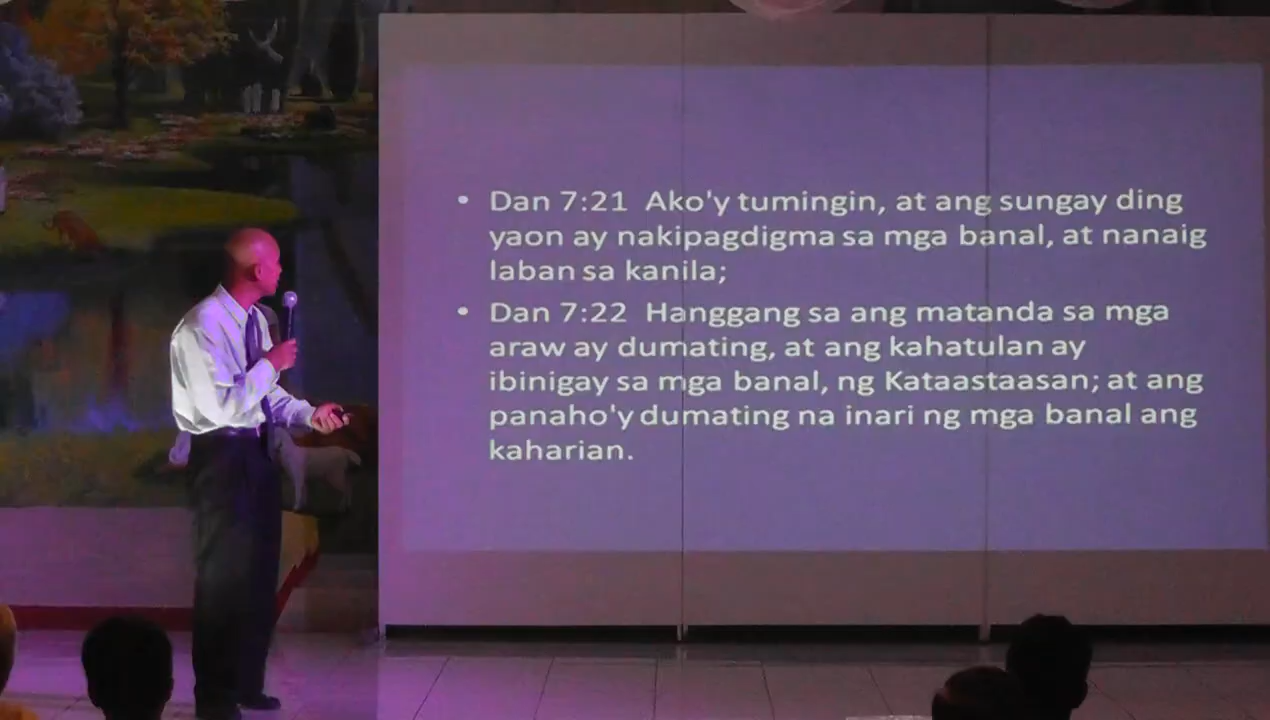 • Dan 7:21 Ako'y tumingin, at ang sungay ding
yaon ay nakipagdigma sa mga banal, at nanaig
laban sa kanila;
• Dan 7:22 Hanggang sa ang matanda sa mga
araw ay dumating, at ang kahatulan ay
ibinigay sa mga banal, ng Kataastaasan; at ang
panaho'y dumating na inari ng mga banal ang
kaharian.